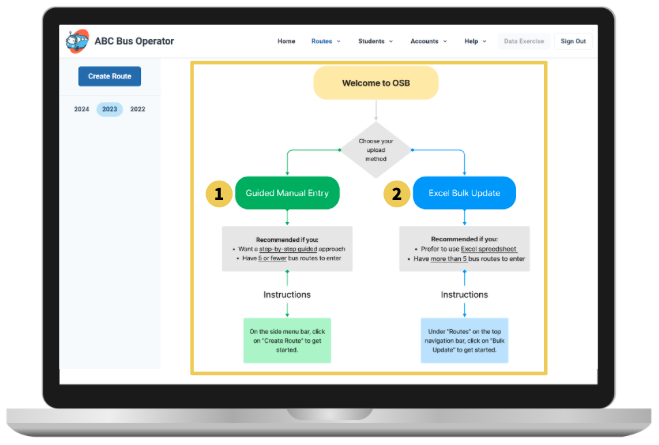 ABC Bus Operator
Home Routes Students Accounts Help Data Exercise Sign Out
Create Route
2024 2023 2022
Welcome to OSB
Choose your
upload
method
1 Guided Manual Entry
2 Excel Bulk Update
Recommended if you:
• Want a step-by-step guided approach
• Have 5 or fewer bus routes to enter
Recommended if you:
• Prefer to use Excel spreadsheet
• Have more than 5 bus routes to enter
Instructions
Instructions
On the side menu bar, click
on "Create Route" to get
started.
Under "Routes" on the top
navigation bar, click on "Bulk
Update" to get started.